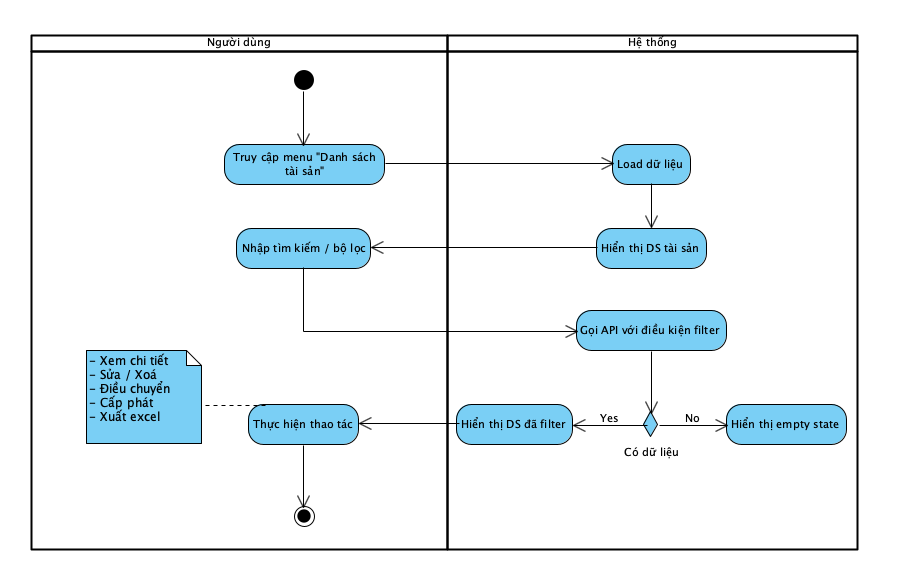 Người dùng
Hệ thống
Truy cập menu "Danh sách
tài sản"
Load dữ liệu
Nhập tìm kiếm / bộ lọc
Hiển thị DS tài sản
Gọi API với điều kiện filter
- Xem chi tiết
- Sửa / Xoá
- Điều chuyển
- Cấp phát
- Xuất excel
Thực hiện thao tác
Hiển thị DS đã filter
Yes
No
Hiển thị empty state
Có dữ liệu